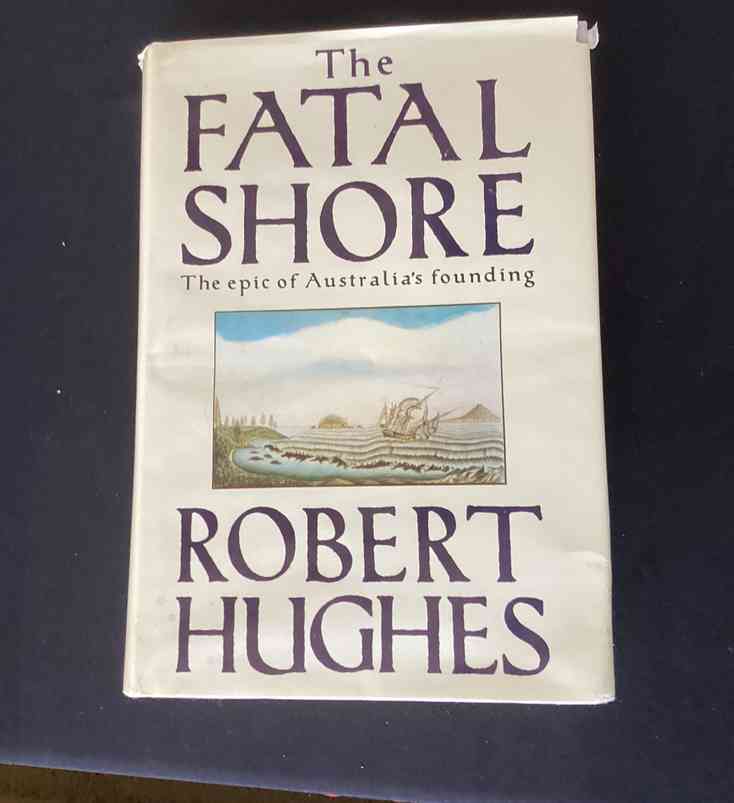 The
FATAL
SHORE
The epic of Australia's founding
ROBERT
HUGHES